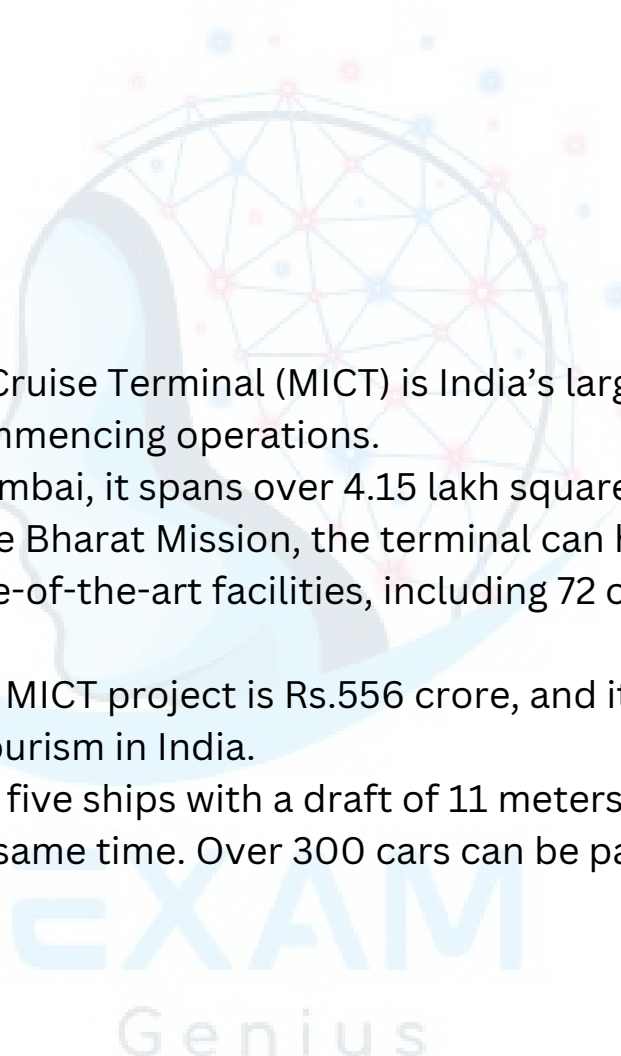 Cruise Terminal (MICT) is India’s larg
mmencing operations.
mbai, it spans over 4.15 lakh square
e Bharat Mission, the terminal can h
e-of-the-art facilities, including 72 c
MICT project is Rs.556 crore, and it
ourism in India.
five ships with a draft of 11 meters
same time. Over 300 cars can be pa
EXAM
Genius